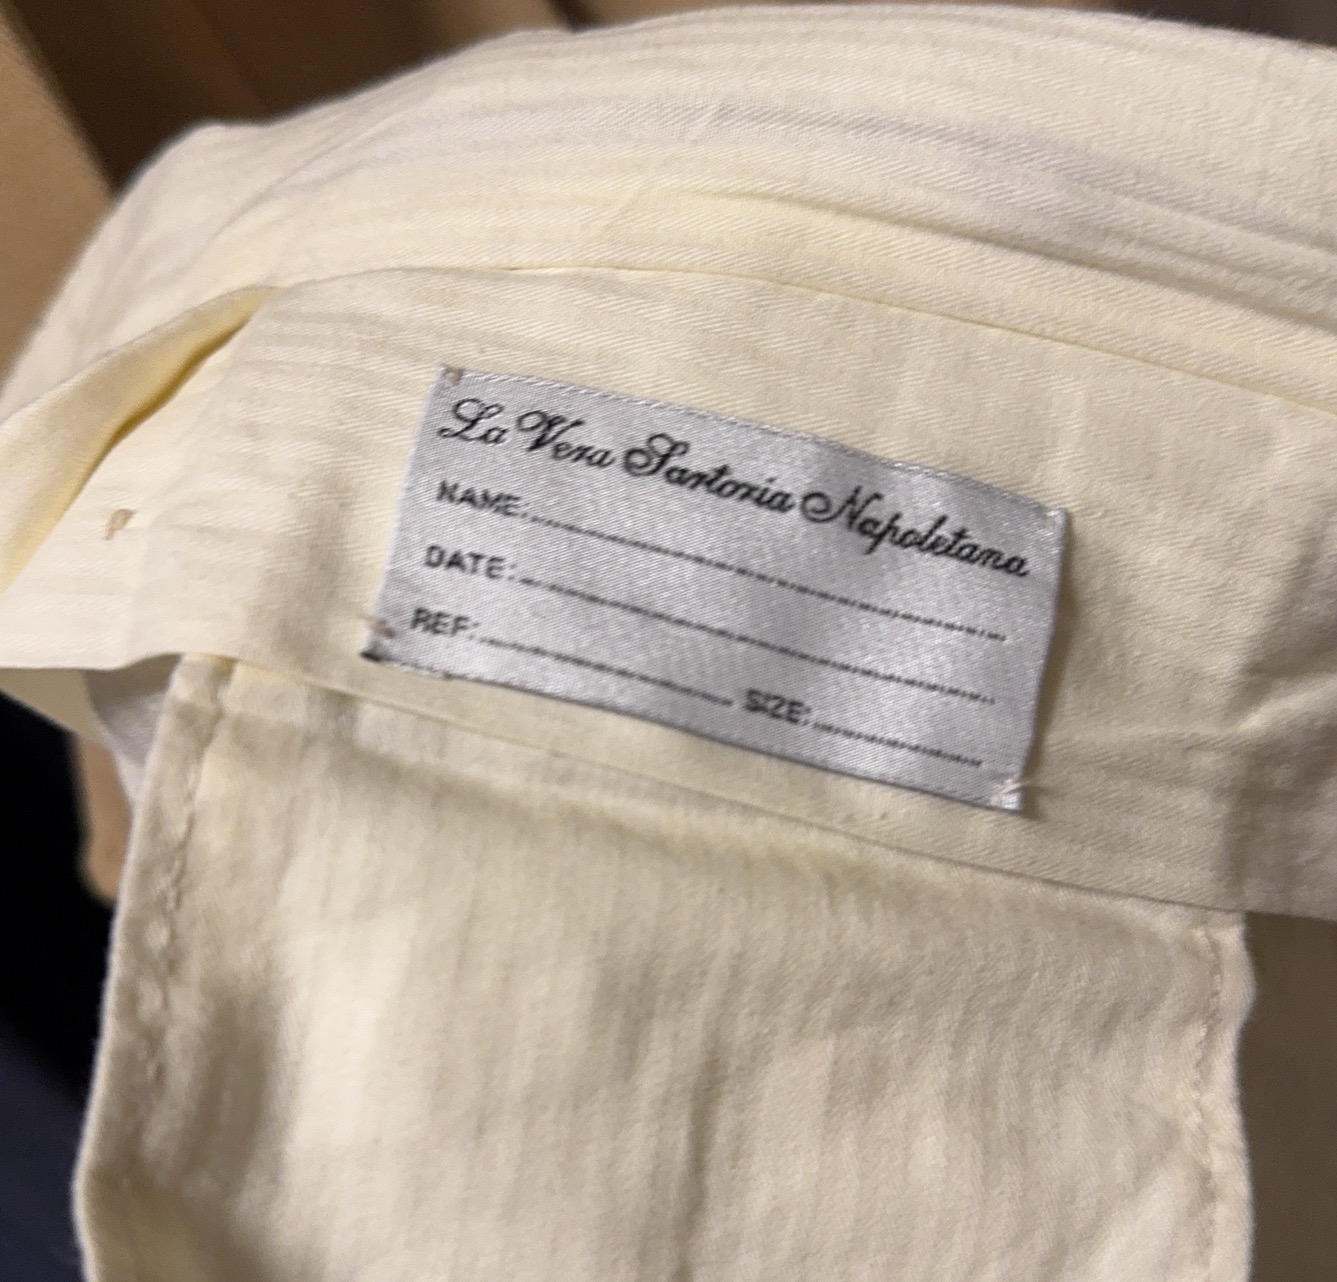 La Vera Sartoria Napoletana
NAME:
DATE:
REF: SIZE: